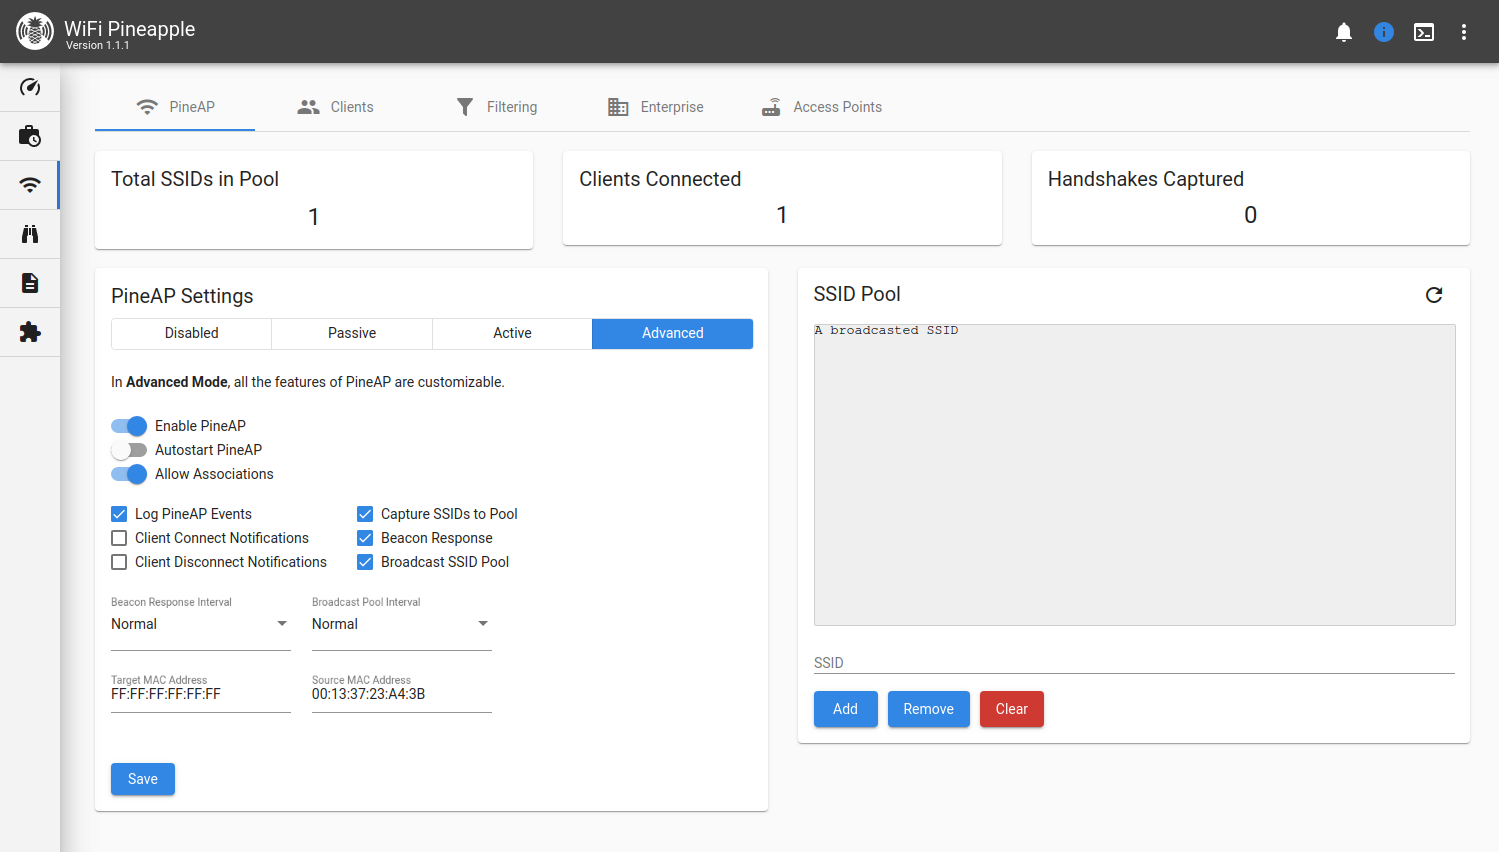 WiFi Pineapple
Version 1.1.1
PineAP
Clients
Filtering
Enterprise
Access Points
Total SSIDs in Pool
1
Clients Connected
1
Handshakes Captured
0
PineAP Settings
Disabled
Passive
Active
Advanced
In Advanced Mode, all the features of PineAP are customizable.
Enable PineAP
Autostart PineAP
Allow Associations
Log PineAP Events
Capture SSIDs to Pool
Client Connect Notifications
Beacon Response
Client Disconnect Notifications
Broadcast SSID Pool
Beacon Response Interval
Normal
Broadcast Pool Interval
Normal
Target MAC Address
FF:FF:FF:FF:FF:FF
Source MAC Address
00:13:37:23:A4:3B
Save
SSID Pool
A broadcasted SSID
SSID
Add
Remove
Clear